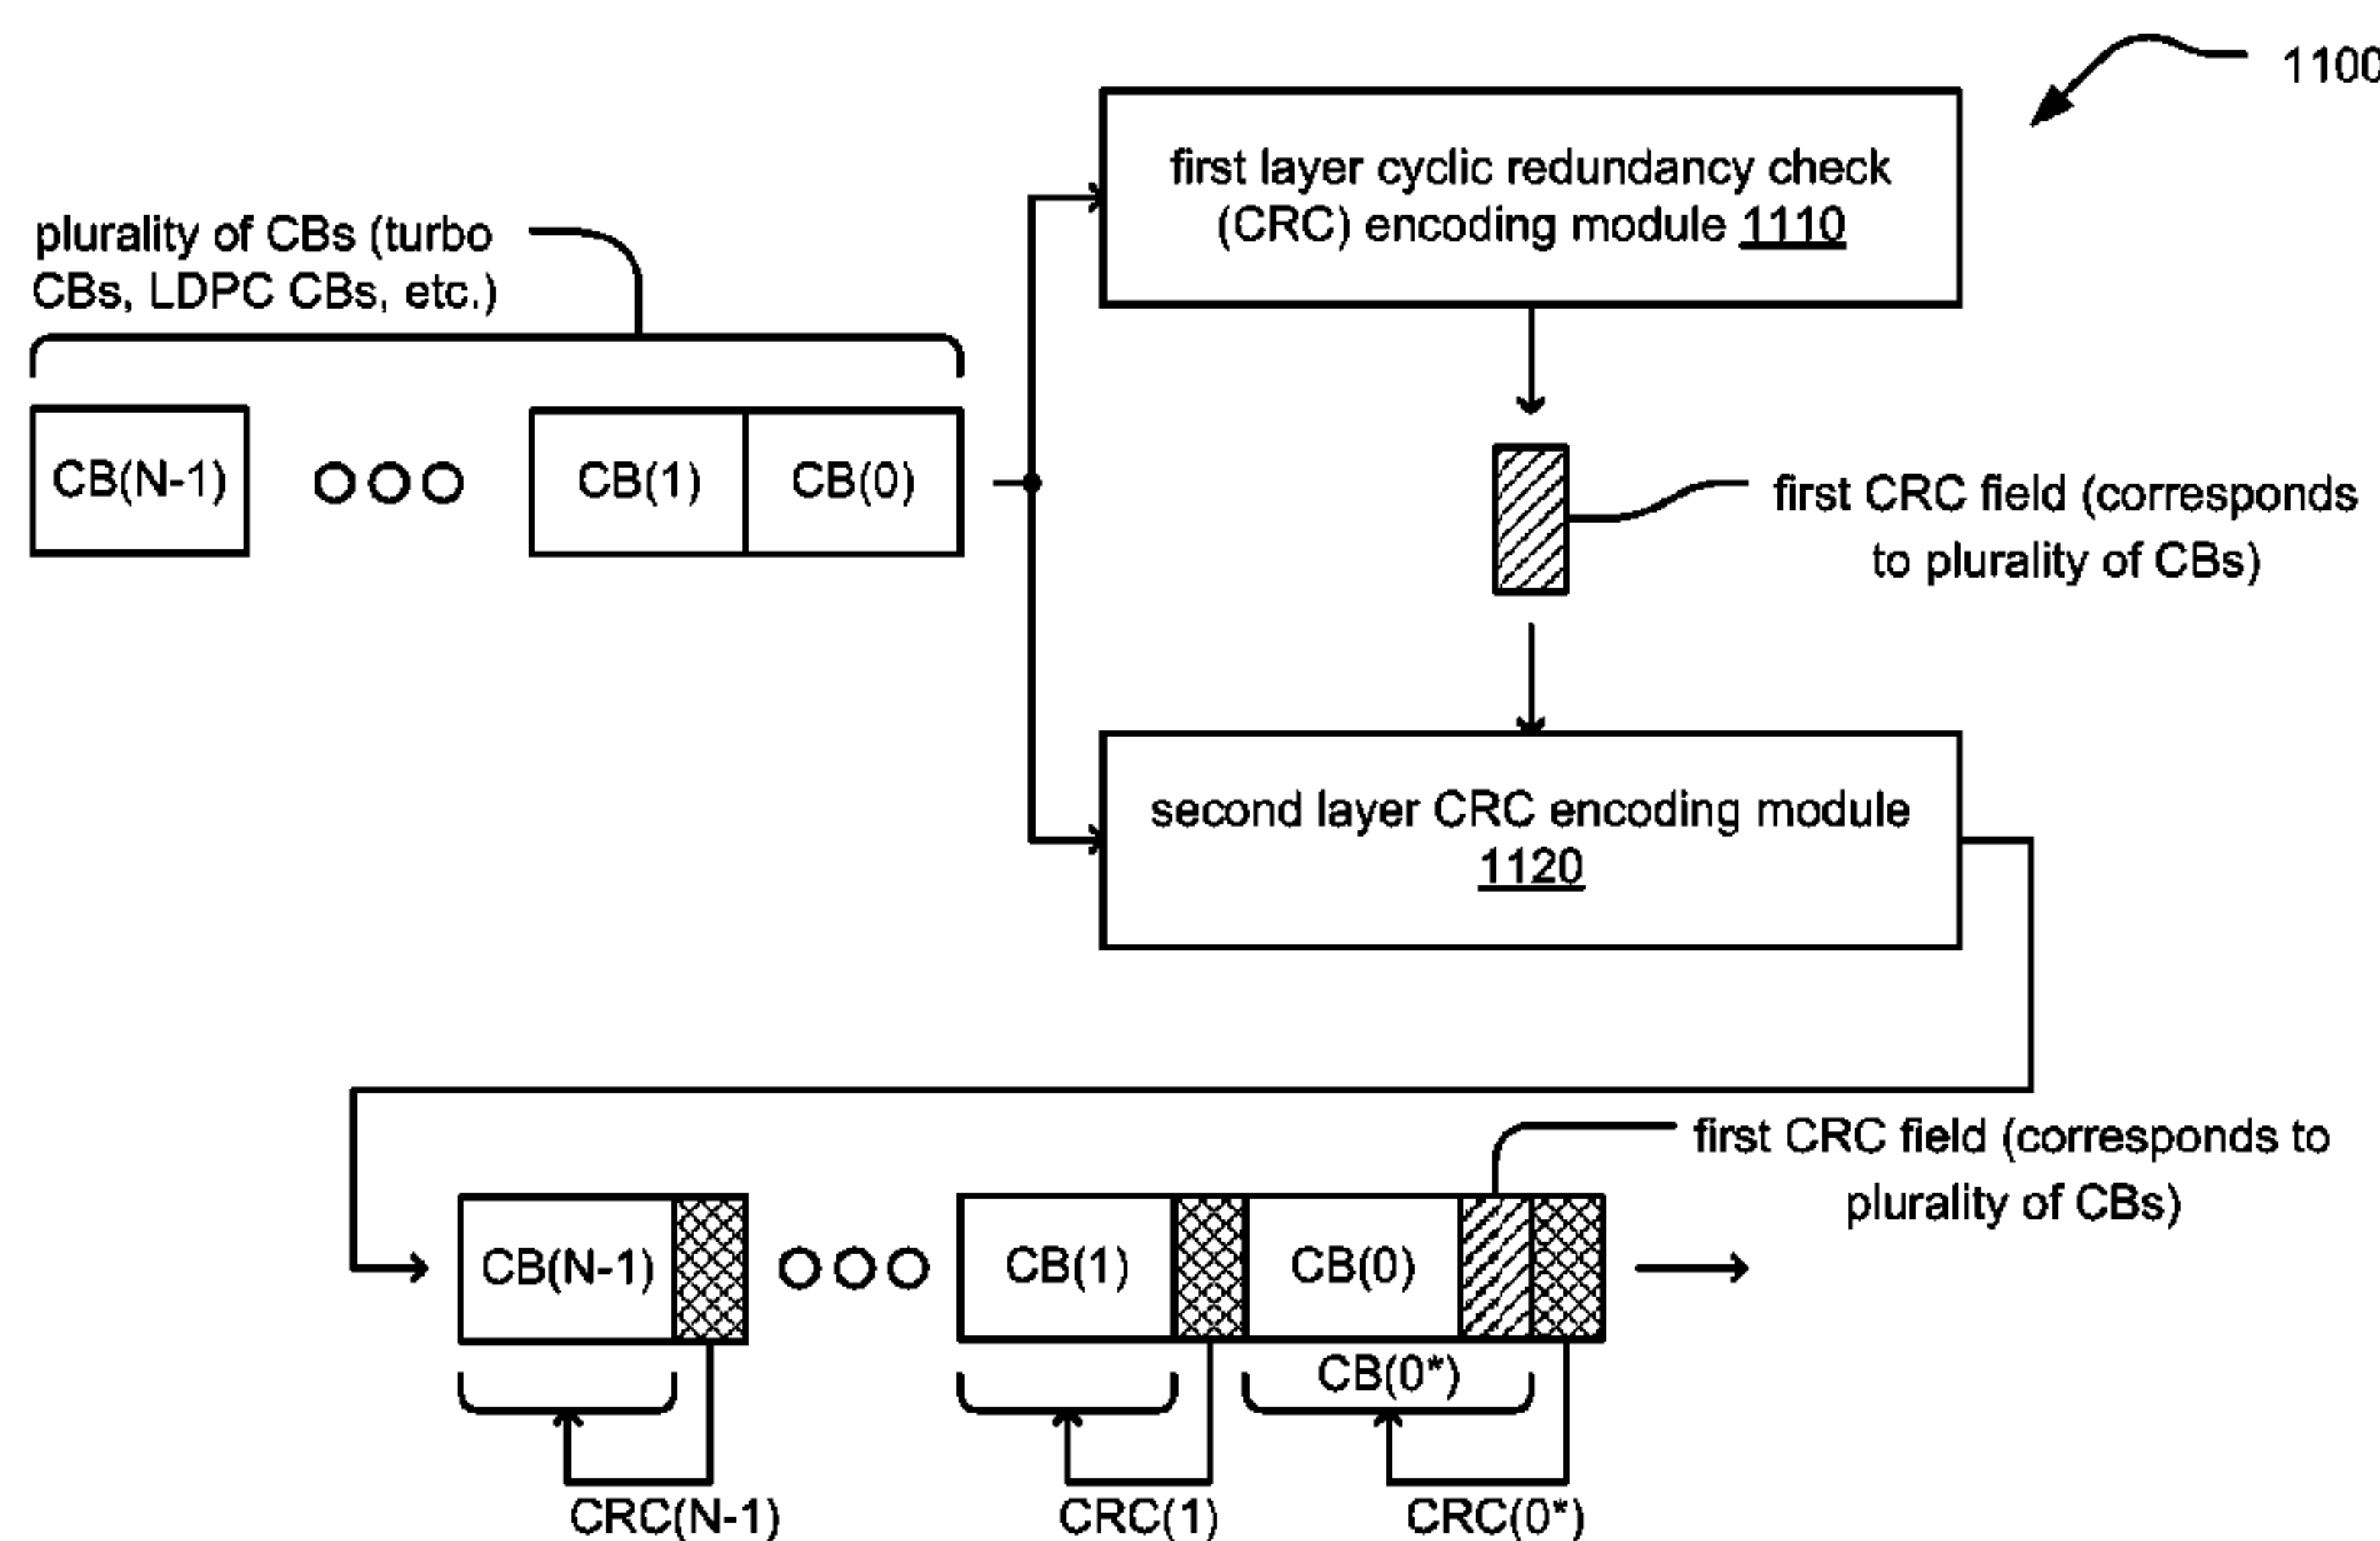 1100
first layer cyclic redundancy check
(CRC) encoding module 1110
plurality of CBs (turbo
CBs, LDPC CBs, etc.)
CB(N-1)
CB(1)
CB(0)
first CRC field (corresponds
to plurality of CBs)
second layer CRC encoding module
1120
first CRC field (corresponds to
plurality of CBs)
CB(N-1)
CB(1)
CB(0)
CB(0*)
CRC(N-1)
CRC(1)
CRC(0*)